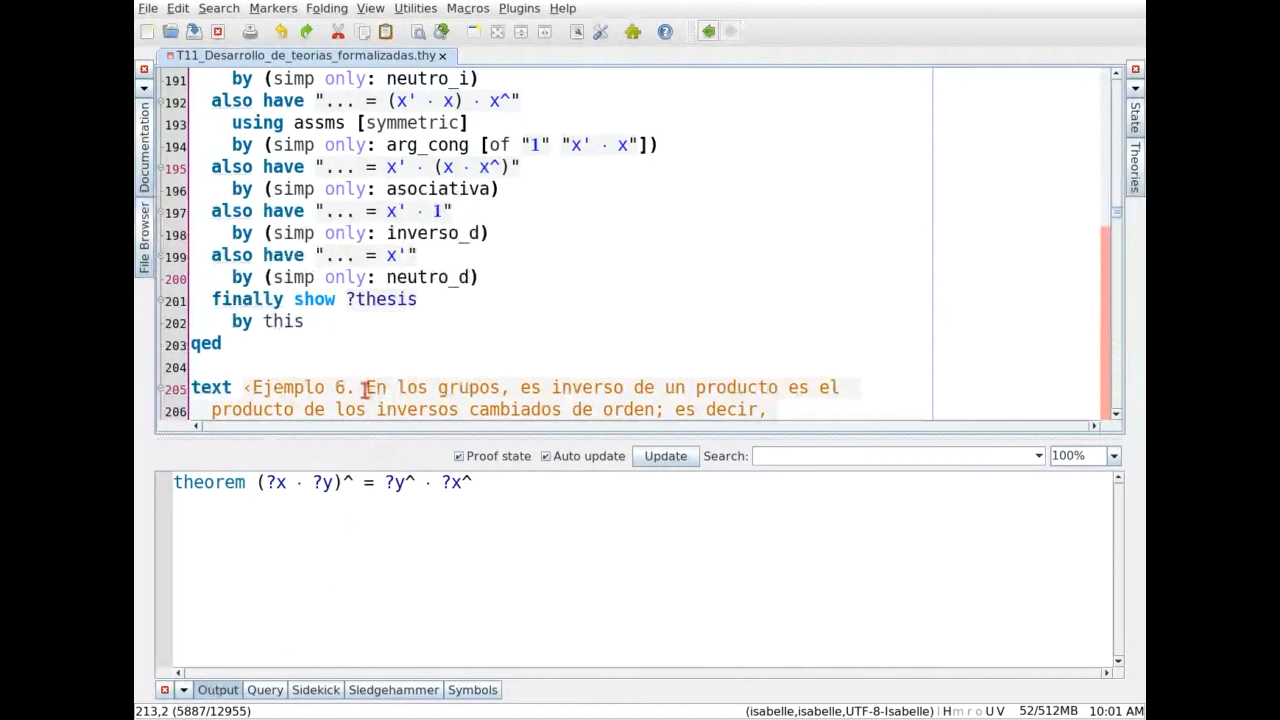 File Edit Search Markers Folding View Utilities Macros Plugins Help
T11_Desarrollo_de_teorias_formalizadas.thy
191 by (simp only: neutro_i)
192 also have "... = (x' · x) · x^"
193 using assms [symmetric]
194 by (simp only: arg_cong [of "1" "x' · x"])
195 also have "... = x' · (x · x^)"
196 by (simp only: asociativa)
197 also have "... = x' · 1"
198 by (simp only: inverso_d)
199 also have "... = x'"
200 by (simp only: neutro_d)
201 finally show ?thesis
202 by this
203 qed
204
205 text ‹Ejemplo 6. En los grupos, es inverso de un producto es el
206 producto de los inversos cambiados de orden; es decir,
Documentation
File Browser
State
Theories
Proof state Auto update Update Search: 100%
theorem (?x · ?y)^ = ?y^ · ?x^
Output Query Sidekick Sledgehammer Symbols
213,2 (5887/12955) (isabelle,isabelle,UTF-8-Isabelle) | H m r o U V 52/512MB 10:01 AM